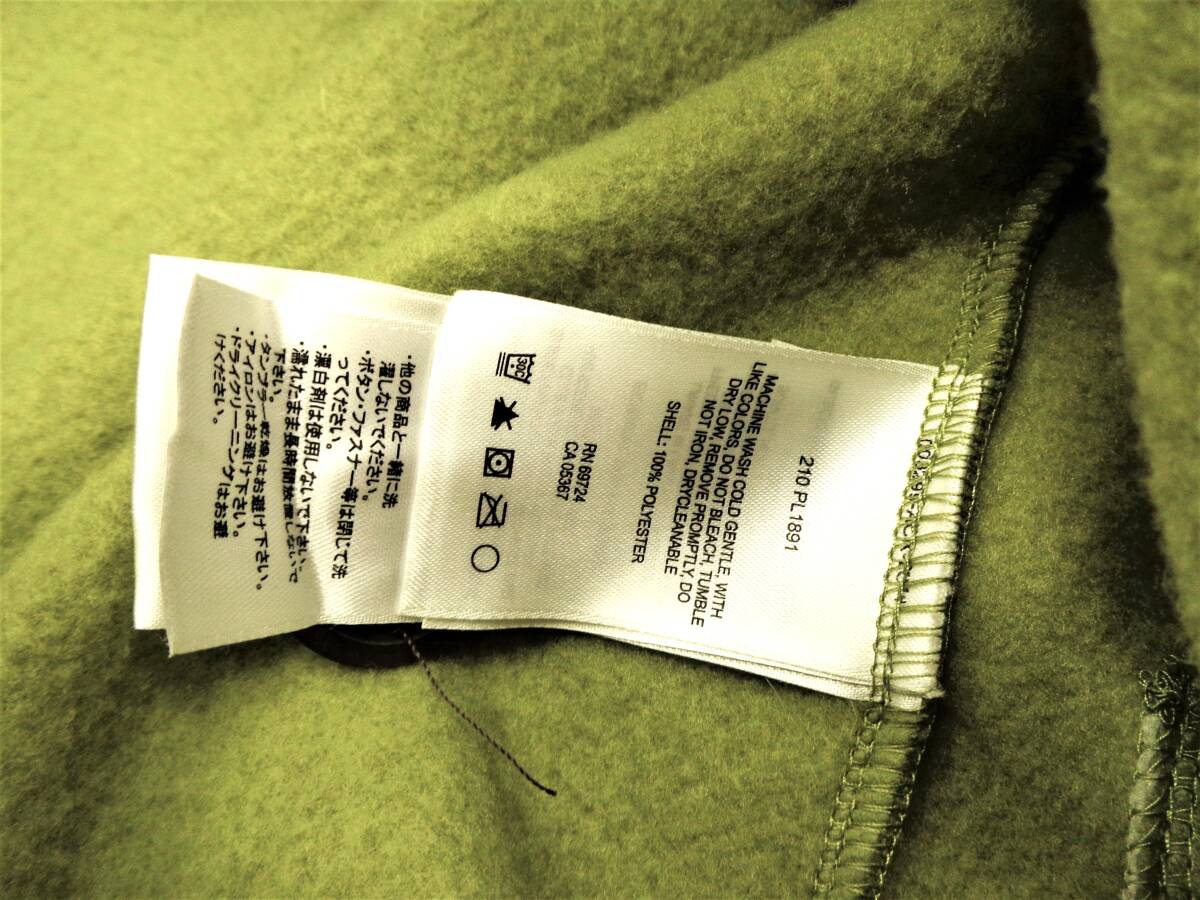 210 PL1891
MACHINE WASH COLD GENTLE, WITH
LIKE COLORS, DO NOT BLEACH, TUMBLE
DRY LOW, REMOVE PROMPTLY, DO
NOT IRON, DRYCLEANABLE
SHELL: 100% POLYESTER
RN 69724
CA 05367
30C
・他の商品と一緒に洗
濯しないでください。
・ボタン・ファスナー等は閉じて洗
ってください。
・漂白剤は使用しないで下さい。
・濡れたまま長時間放置しないで
下さい。
・タンブラー乾燥はお避け下さい。
・アイロンはお避け下さい。
・ドライクリーニングはお避
けください。